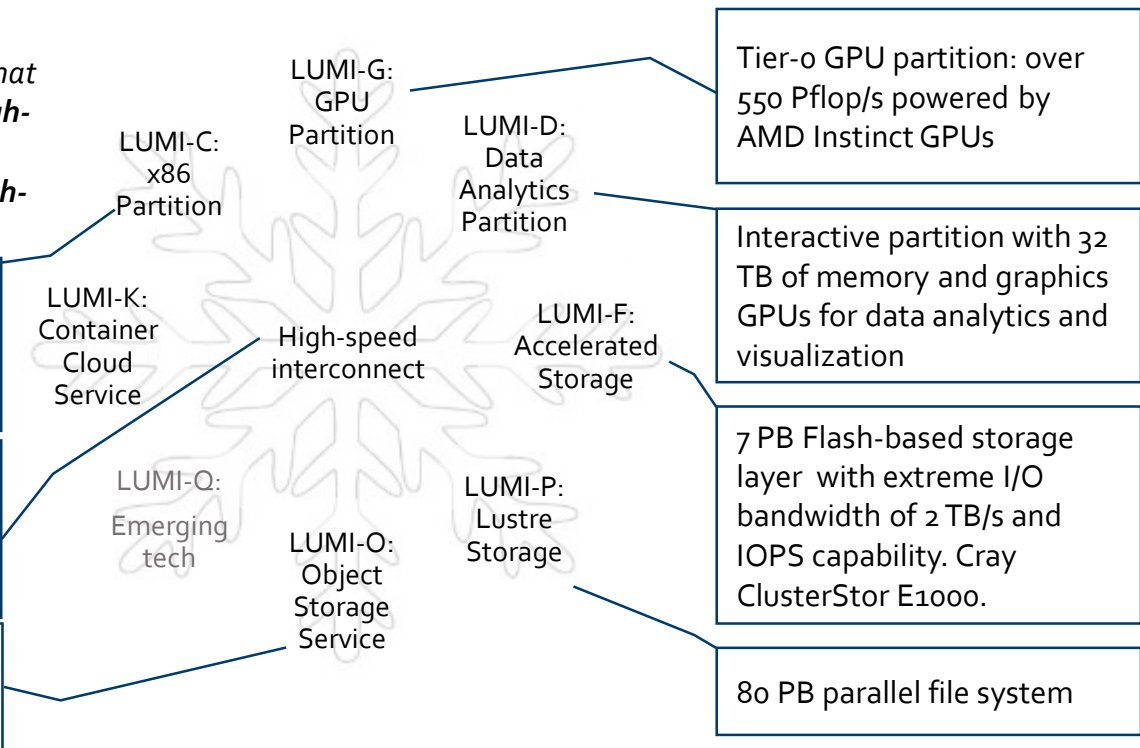 LUMI-G:
GPU
Partition
LUMI-C:
x86
Partition
LUMI-D:
Data
Analytics
Partition
LUMI-K:
Container
Cloud
Service
High-speed
interconnect
LUMI-F:
Accelerated
Storage
LUMI-Q:
Emerging
tech
LUMI-O:
Object
Storage
Service
LUMI-P:
Lustre
Storage
Tier-0 GPU partition: over
550 Pflop/s powered by
AMD Instinct GPUs
Interactive partition with 32
TB of memory and graphics
GPUs for data analytics and
visualization
7 PB Flash-based storage
layer with extreme I/O
bandwidth of 2 TB/s and
IOPS capability. Cray
ClusterStor E1000.
80 PB parallel file system